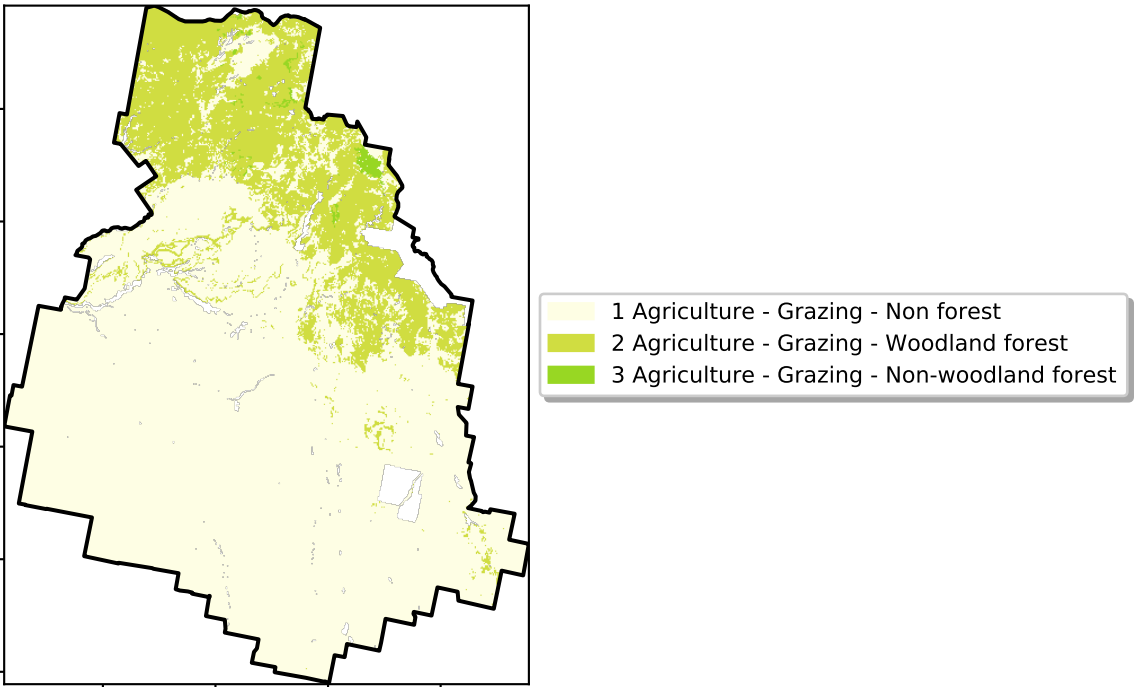 1 Agriculture - Grazing - Non forest
2 Agriculture - Grazing - Woodland forest
3 Agriculture - Grazing - Non-woodland forest